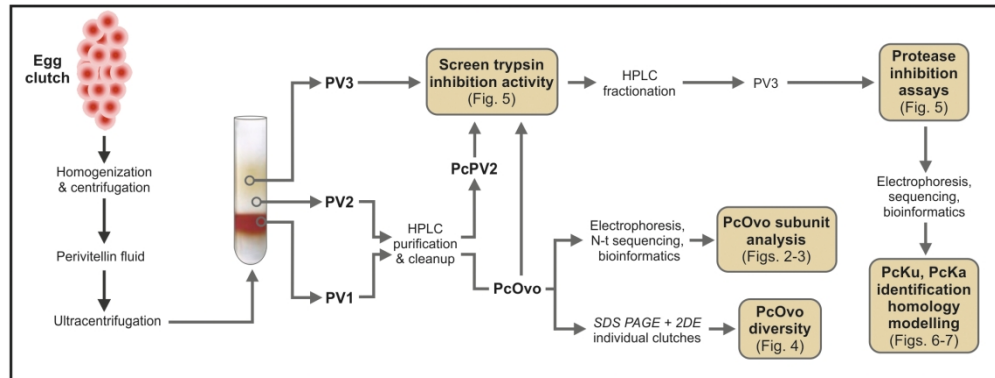 Egg
clutch
Homogenization
& centrifugation
Perivitellin fluid
Ultracentrifugation
PV3
PV2
PV1
HPLC
purification
& cleanup
PcPV2
PcOvo
Screen trypsin
inhibition activity
(Fig. 5)
HPLC
fractionation
PV3
Protease
inhibition
assays
(Fig. 5)
Electrophoresis,
sequencing,
bioinformatics
PcKu, PcKa
identification
homology
modelling
(Figs. 6-7)
Electrophoresis,
N-t sequencing,
bioinformatics
PcOvo subunit
analysis
(Figs. 2-3)
SDS PAGE + 2DE
individual clutches
PcOvo
diversity
(Fig. 4)